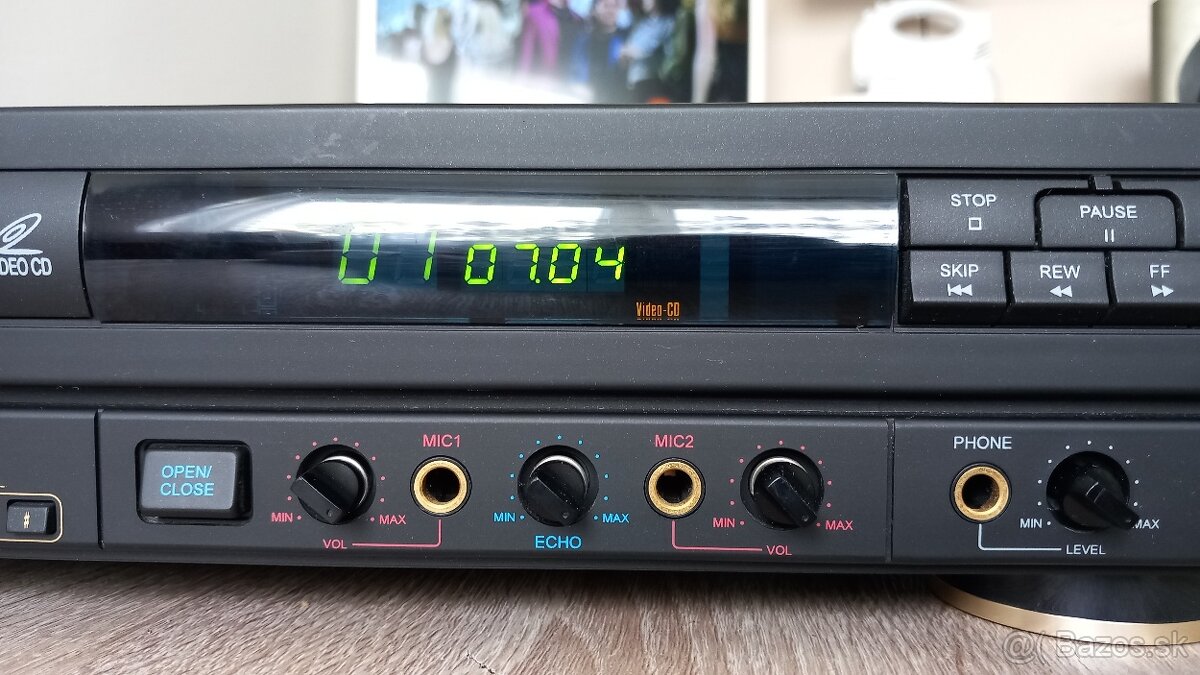 STOP
PAUSE
SKIP
REW
FF
DEO CD
01 07.04
Video-CD
MIC1
MIC2
PHONE
OPEN/
CLOSE
#
MIN
MAX
MIN
MAX
MIN
MAX
MIN
MAX
VOL
ECHO
VOL
LEVEL
@ Bazos.sk